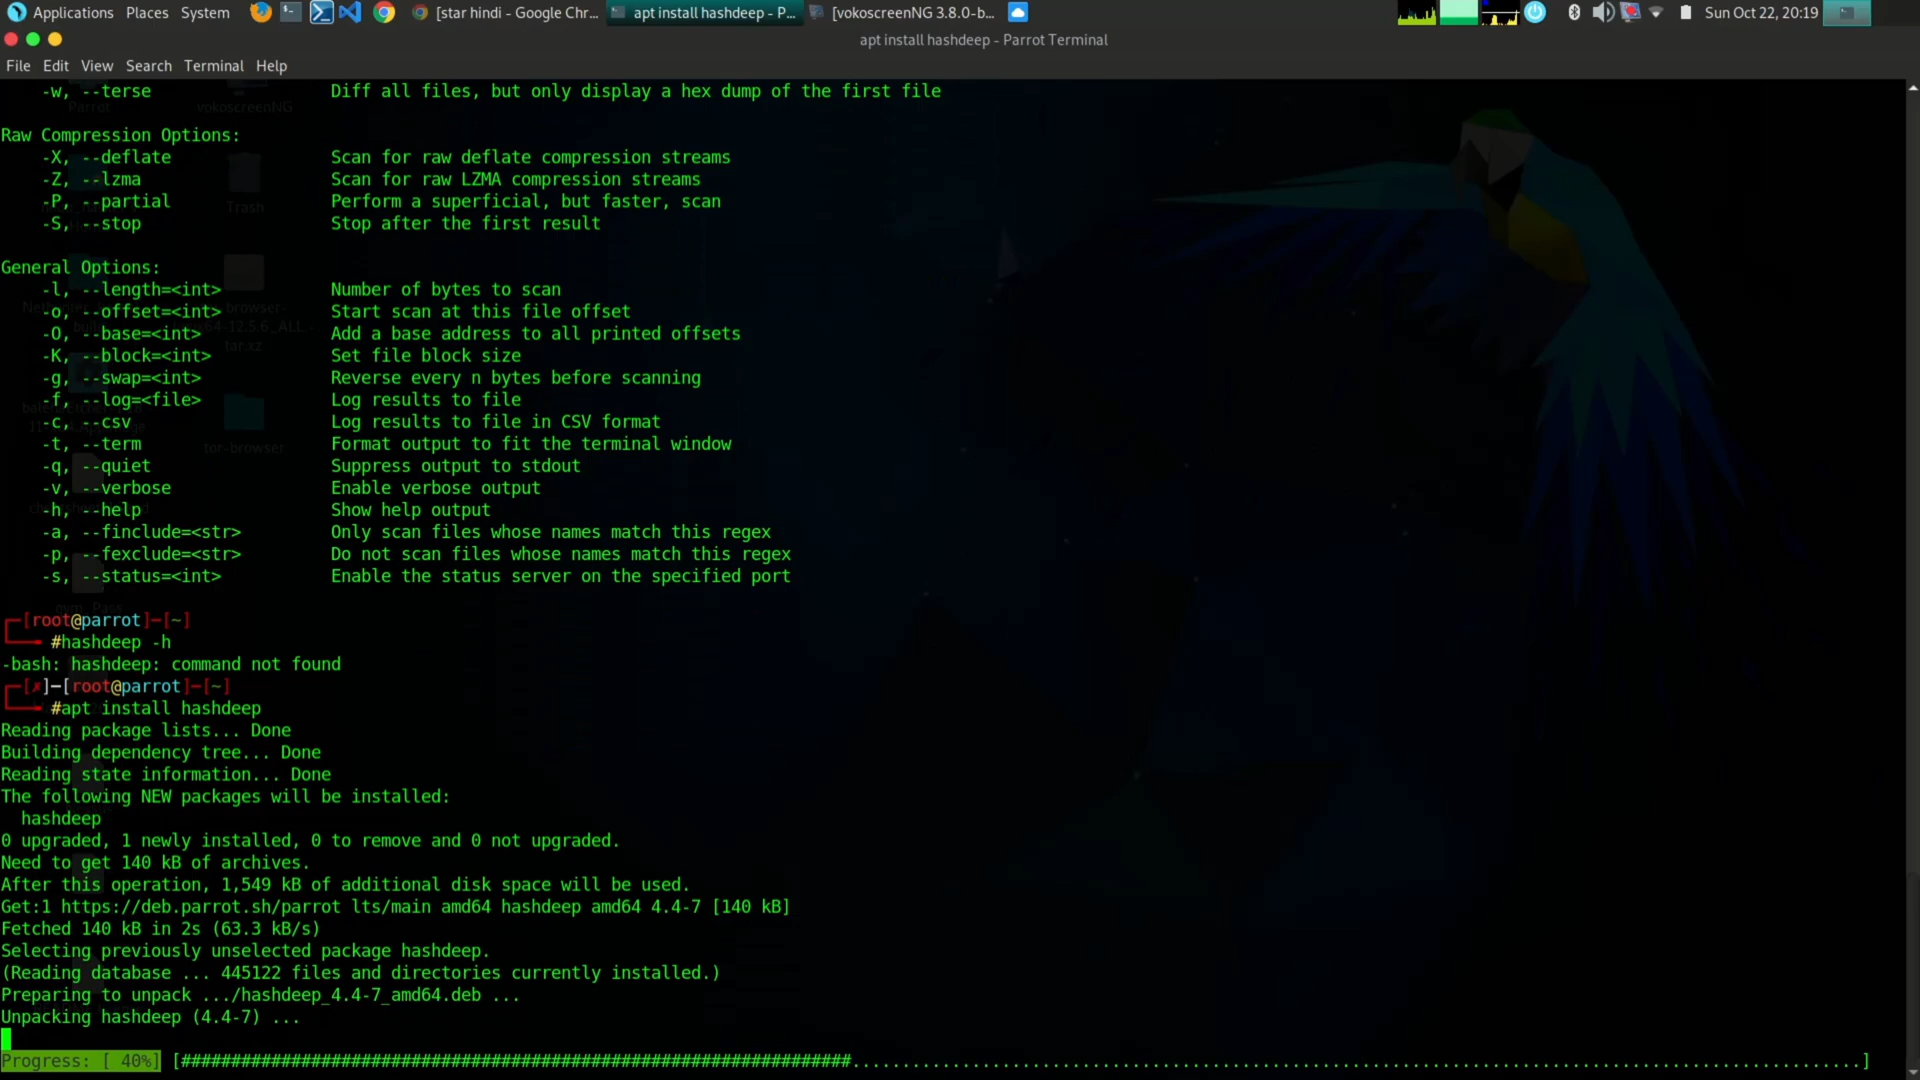 Applications Places System [star hindi - Google Chr... apt install hashdeep - P... [vokoscreenNG 3.8.0-b... Sun Oct 22, 20:19
apt install hashdeep - Parrot Terminal
File Edit View Search Terminal Help
-w, --terse Diff all files, but only display a hex dump of the first file
Raw Compression Options:
-X, --deflate Scan for raw deflate compression streams
-Z, --lzma Scan for raw LZMA compression streams
-P, --partial Perform a superficial, but faster, scan
-S, --stop Stop after the first result
General Options:
-l, --length=<int> Number of bytes to scan
-o, --offset=<int> Start scan at this file offset
-O, --base=<int> Add a base address to all printed offsets
-K, --block=<int> Set file block size
-g, --swap=<int> Reverse every n bytes before scanning
-f, --log=<file> Log results to file
-c, --csv Log results to file in CSV format
-t, --term Format output to fit the terminal window
-q, --quiet Suppress output to stdout
-v, --verbose Enable verbose output
-h, --help Show help output
-a, --finclude=<str> Only scan files whose names match this regex
-p, --fexclude=<str> Do not scan files whose names match this regex
-s, --status=<int> Enable the status server on the specified port
┌─[root@parrot]─[~]
└──╼ #hashdeep -h
-bash: hashdeep: command not found
┌─[✗]─[root@parrot]─[~]
└──╼ #apt install hashdeep
Reading package lists... Done
Building dependency tree... Done
Reading state information... Done
The following NEW packages will be installed:
hashdeep
0 upgraded, 1 newly installed, 0 to remove and 0 not upgraded.
Need to get 140 kB of archives.
After this operation, 1,549 kB of additional disk space will be used.
Get:1 https://deb.parrot.sh/parrot lts/main amd64 hashdeep amd64 4.4-7 [140 kB]
Fetched 140 kB in 2s (63.3 kB/s)
Selecting previously unselected package hashdeep.
(Reading database ... 445122 files and directories currently installed.)
Preparing to unpack .../hashdeep_4.4-7_amd64.deb ...
Unpacking hashdeep (4.4-7) ...
Progress: [ 40%]
Parrot
vokoscreenNG
Trash
tor-browser